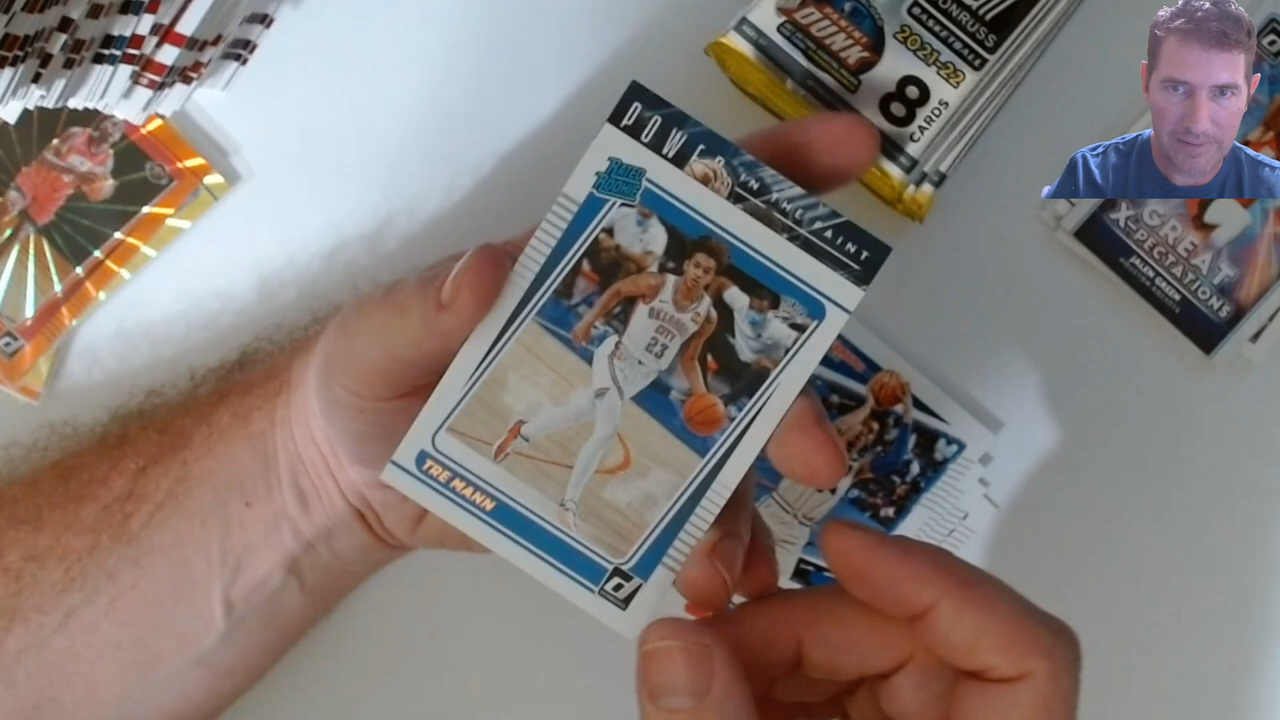 PANINI
DUNK
DONRUSS
BASKETBALL
2021-22
8
CARDS
POWER IN THE PAINT
RATED
ROOKIE
OKLAHOMA
CITY
23
TRE MANN
GREAT
X-PECTATIONS
JALEN GREEN